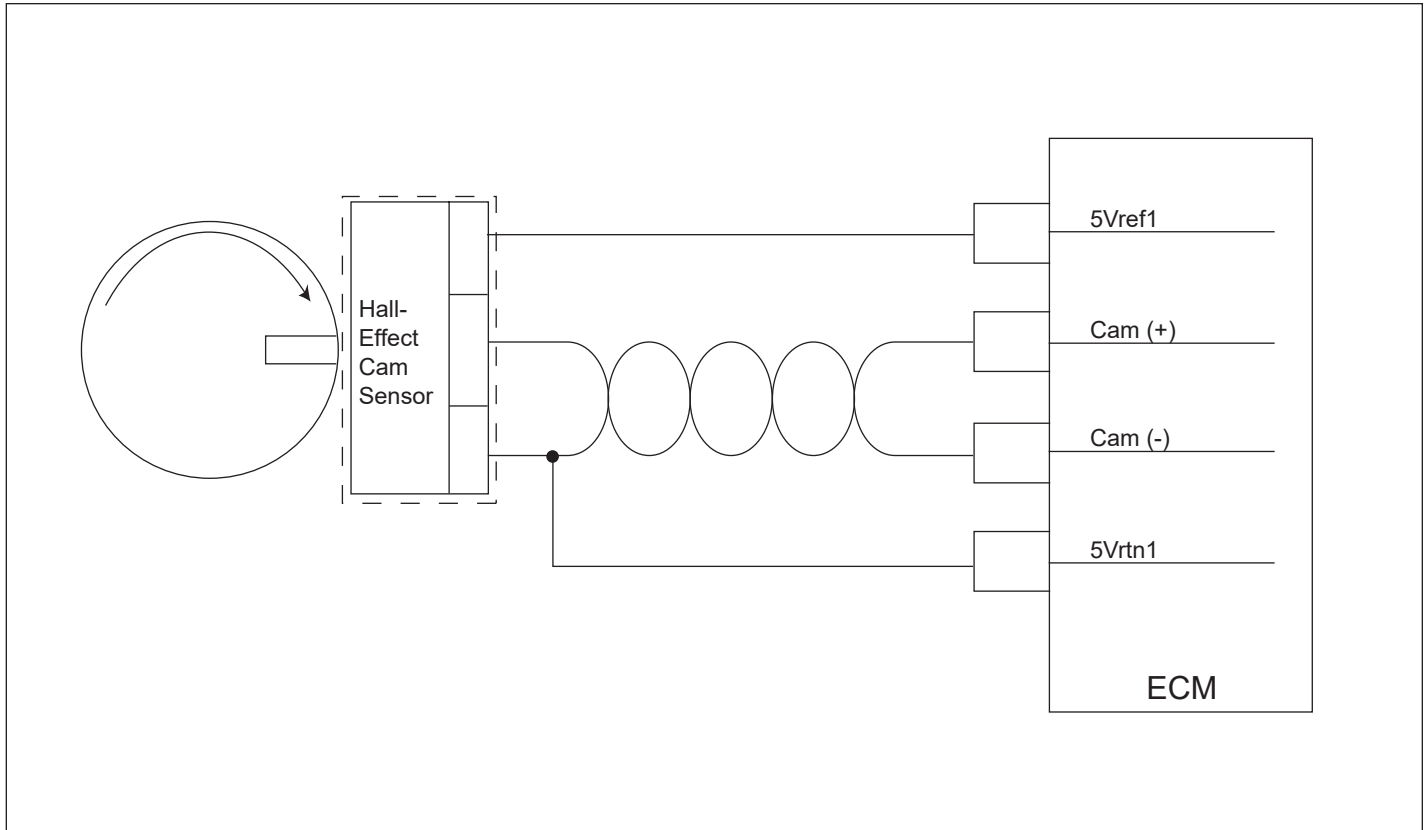 Hall-
Effect
Cam
Sensor
5Vref1
Cam (+)
Cam (-)
5Vrtn1
ECM